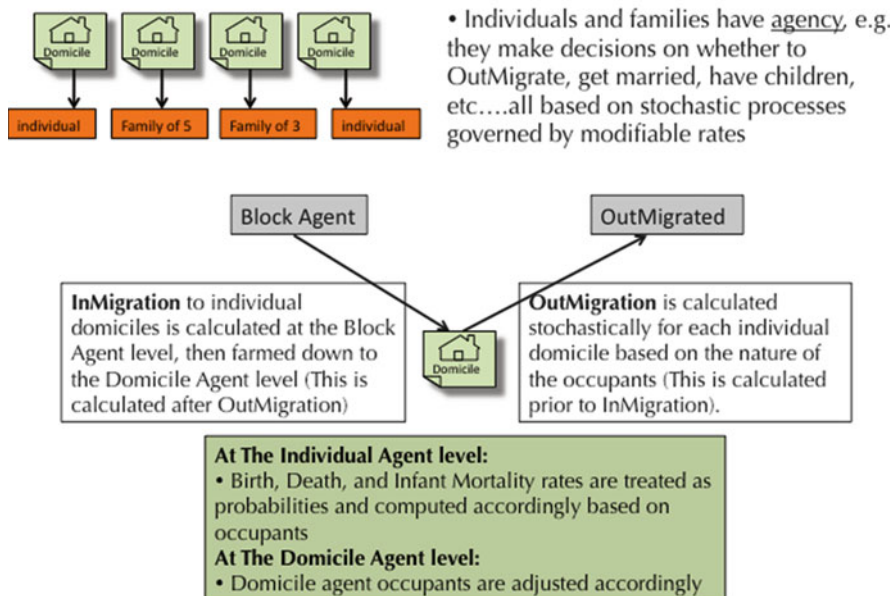 Domicile
Domicile
Domicile
Domicile
individual
Family of 5
Family of 3
individual
• Individuals and families have agency, e.g.
they make decisions on whether to
OutMigrate, get married, have children,
etc....all based on stochastic processes
governed by modifiable rates
Block Agent
OutMigrated
InMigration to individual
domiciles is calculated at the Block
Agent level, then farmed down to
the Domicile Agent level (This is
calculated after OutMigration)
Domicile
OutMigration is calculated
stochastically for each individual
domicile based on the nature of
the occupants (This is calculated
prior to InMigration).
At The Individual Agent level:
• Birth, Death, and Infant Mortality rates are treated as
probabilities and computed accordingly based on
occupants
At The Domicile Agent level:
• Domicile agent occupants are adjusted accordingly